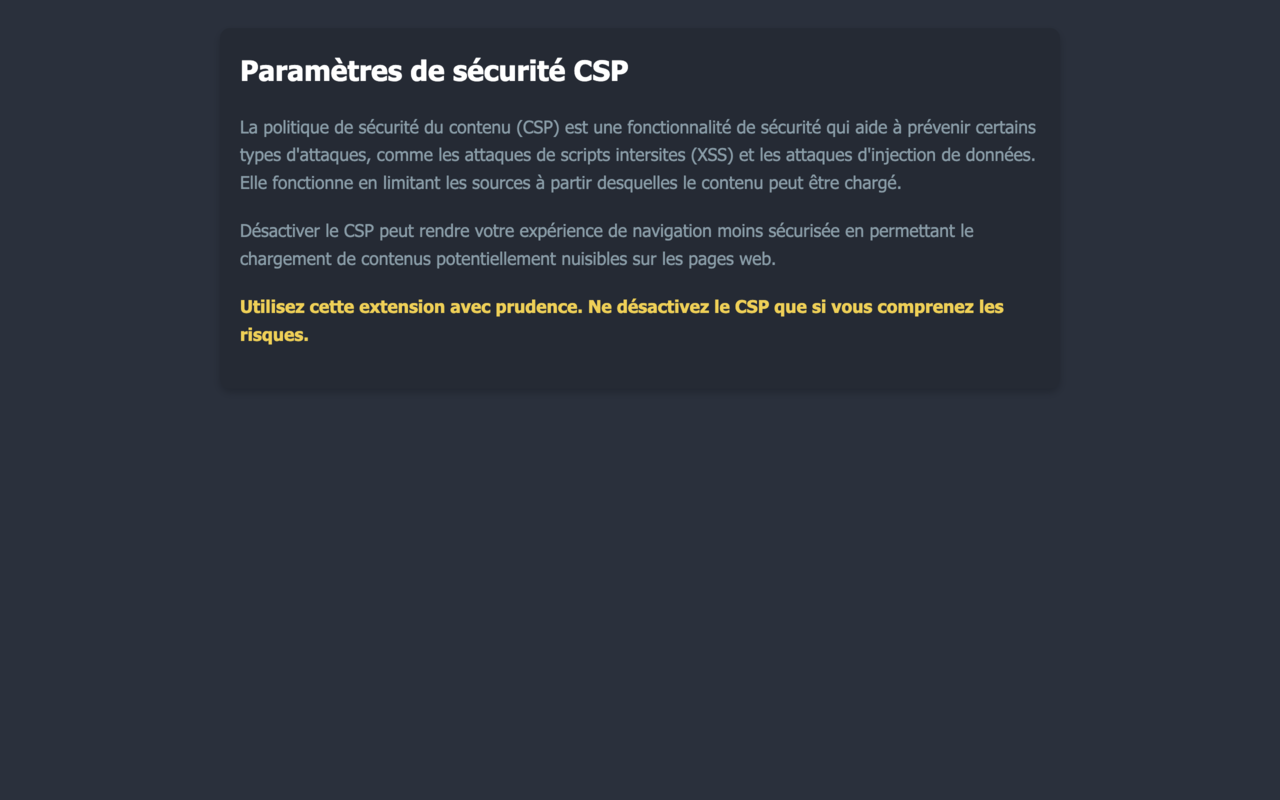 Paramètres de sécurité CSP
La politique de sécurité du contenu (CSP) est une fonctionnalité de sécurité qui aide à prévenir certains
types d'attaques, comme les attaques de scripts intersites (XSS) et les attaques d'injection de données.
Elle fonctionne en limitant les sources à partir desquelles le contenu peut être chargé.
Désactiver le CSP peut rendre votre expérience de navigation moins sécurisée en permettant le
chargement de contenus potentiellement nuisibles sur les pages web.
Utilisez cette extension avec prudence. Ne désactivez le CSP que si vous comprenez les
risques.